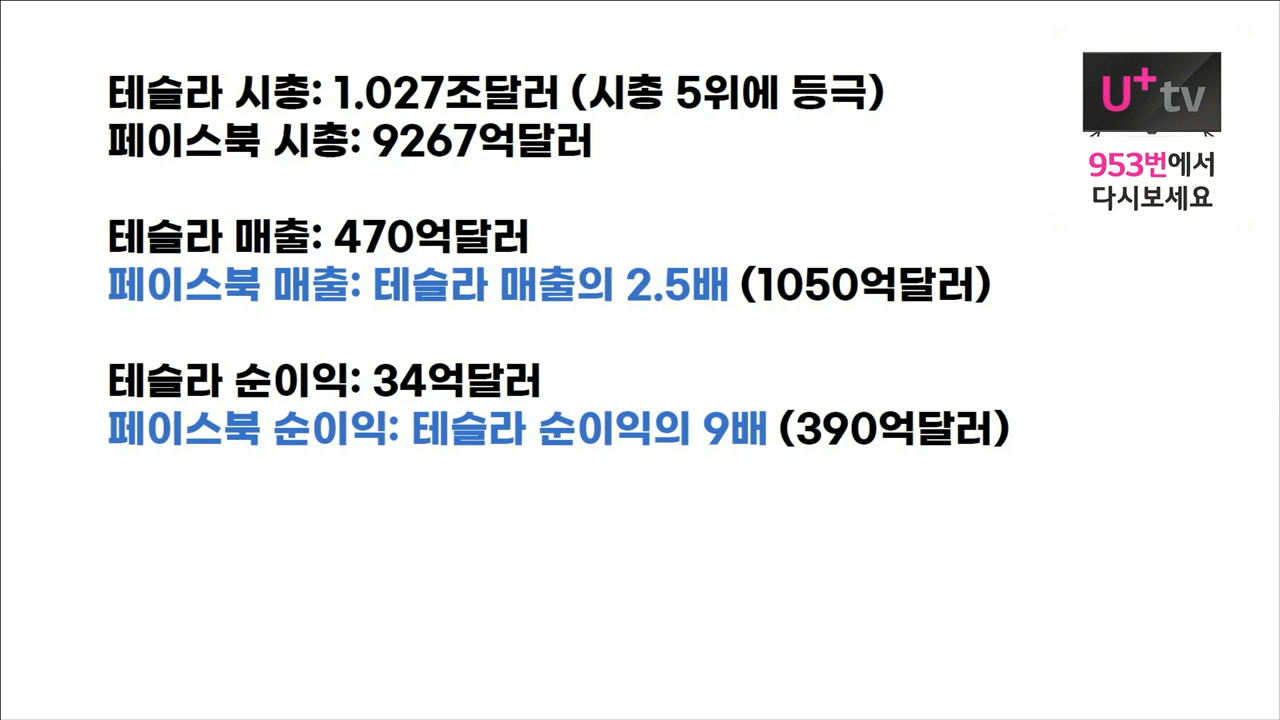 테슬라 시총: 1.027조달러 (시총 5위에 등극)
페이스북 시총: 9267억달러
테슬라 매출: 470억달러
페이스북 매출: 테슬라 매출의 2.5배 (1050억달러)
테슬라 순이익: 34억달러
페이스북 순이익: 테슬라 순이익의 9배 (390억달러)
U+ tv
953번에서
다시보세요